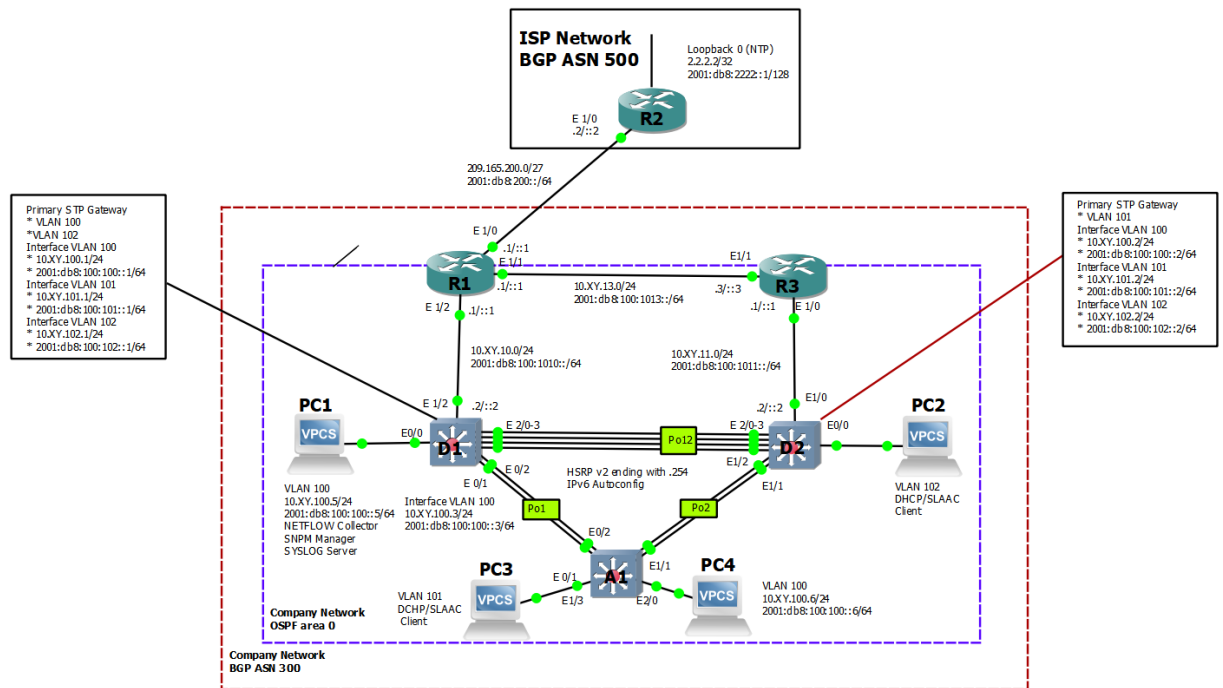 ISP Network
BGP ASN 500
Loopback 0 (NTP)
2.2.2.2/32
2001:db8:2222::1/128
R2
E 1/0
.2/::2
209.165.200.0/27
2001:db8:200::/64
Primary STP Gateway
* VLAN 100
*VLAN 102
Interface VLAN 100
* 10.XY.100.1/24
* 2001:db8:100:100::1/64
Interface VLAN 101
* 10.XY.101.1/24
* 2001:db8:100:101::1/64
Interface VLAN 102
* 10.XY.102.1/24
* 2001:db8:100:102::1/64
Primary STP Gateway
* VLAN 101
Interface VLAN 100
* 10.XY.100.2/24
* 2001:db8:100:100::2/64
Interface VLAN 101
* 10.XY.101.2/24
* 2001:db8:100:101::2/64
Interface VLAN 102
* 10.XY.102.2/24
* 2001:db8:100:102::2/64
E 1/0
.1/::1
E 1/1
.1/::1
R1
E 1/2
.1/::1
10.XY.13.0/24
2001:db8:100:1013::/64
E1/1
.3/::3
R3
.1/::1
E 1/0
10.XY.10.0/24
2001:db8:100:1010::/64
10.XY.11.0/24
2001:db8:100:1011::/64
E 1/2
.2/::2
.2/::2
E1/0
PC1
VPCS
E0/0
D1
E 2/0-3
Po12
E 2/0-3
D2
E0/0
PC2
VPCS
E 0/2
E 0/1
E1/2
E1/1
HSRP v2 ending with .254
IPv6 Autoconfig
VLAN 100
10.XY.100.5/24
2001:db8:100:100::5/64
NETFLOW Collector
SNPM Manager
SYSLOG Server
Interface VLAN 100
10.XY.100.3/24
2001:db8:100:100::3/64
VLAN 102
DHCP/SLAAC
Client
Po1
Po2
E0/2
E1/1
A1
E 0/1
E1/3
E2/0
PC3
VPCS
VLAN 101
DCHP/SLAAC
Client
PC4
VPCS
VLAN 100
10.XY.100.6/24
2001:db8:100:100::6/64
Company Network
OSPF area 0
Company Network
BGP ASN 300